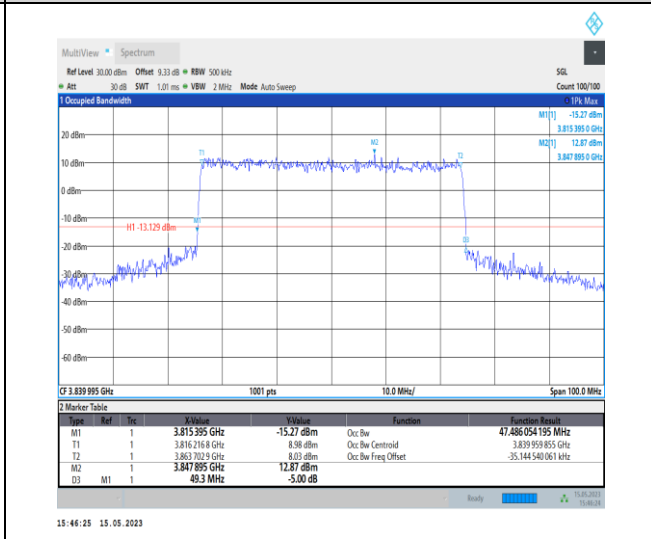 MultiView Spectrum
Ref Level 30.00 dBm Offset 9.33 dB RBW 500 kHz SGL
Att 30 dB SWT 1.01 ms VBW 2 MHz Mode Auto Sweep Count 100/100
1 Occupied Bandwidth 1Pk Max
M1[1] -15.27 dBm
3.815 395 0 GHz
M2[1] 12.87 dBm
3.847 895 0 GHz
20 dBm
M2
T1
T2
10 dBm
0 dBm
-10 dBm
M1
H1 -13.129 dBm
-20 dBm
D3
-30 dBm
-40 dBm
-50 dBm
-60 dBm
CF 3.839 995 GHz 1001 pts 10.0 MHz/ Span 100.0 MHz
2 Marker Table
Type Ref Trc X-Value Y-Value Function Function Result
M1 1 3.815 395 GHz -15.27 dBm Occ Bw 47.486 054 195 MHz
T1 1 3.816 216 8 GHz 8.98 dBm Occ Bw Centroid 3.839 959 855 GHz
T2 1 3.863 702 9 GHz 8.03 dBm Occ Bw Freq Offset -35.144 540 061 kHz
M2 1 3.847 895 GHz 12.87 dBm
D3 M1 1 49.3 MHz -5.00 dB
Ready 15.05.2023
15:46:24
15:46:25 15.05.2023